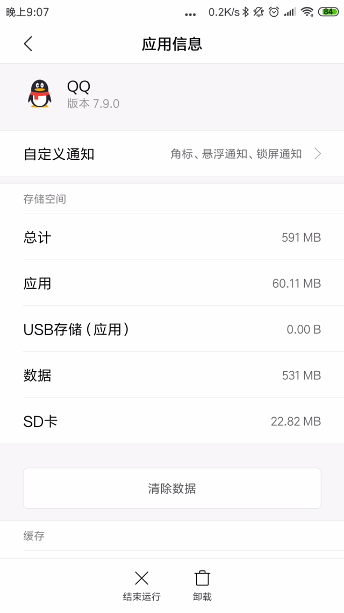 晚上9:07 ... 0.2K/s 84
应用信息
QQ
版本 7.9.0
自定义通知 角标、悬浮通知、锁屏通知
存储空间
总计 591 MB
应用 60.11 MB
USB存储（应用） 0.00 B
数据 531 MB
SD卡 22.82 MB
清除数据
缓存
结束运行 卸载